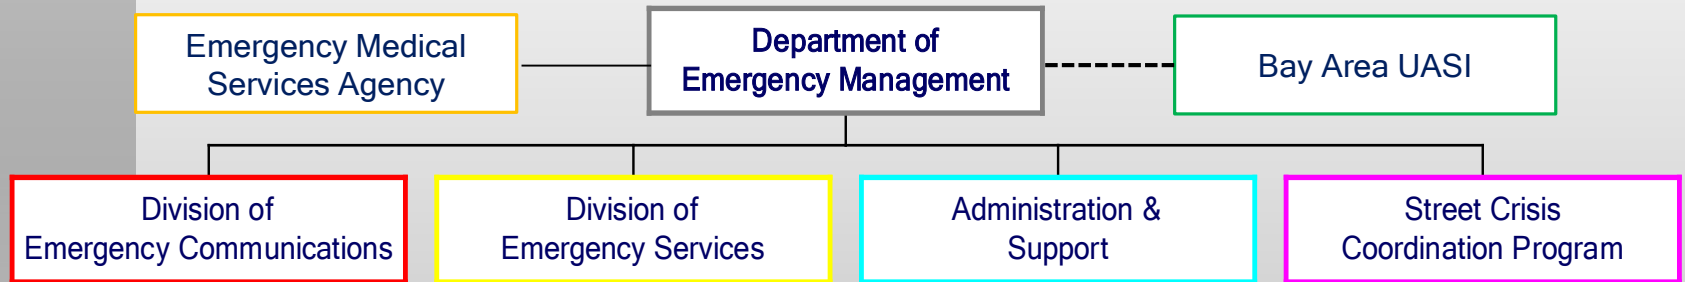 Emergency Medical
Services Agency
Department of
Emergency Management
Bay Area UASI
Division of
Emergency Communications
Division of
Emergency Services
Administration &
Support
Street Crisis
Coordination Program